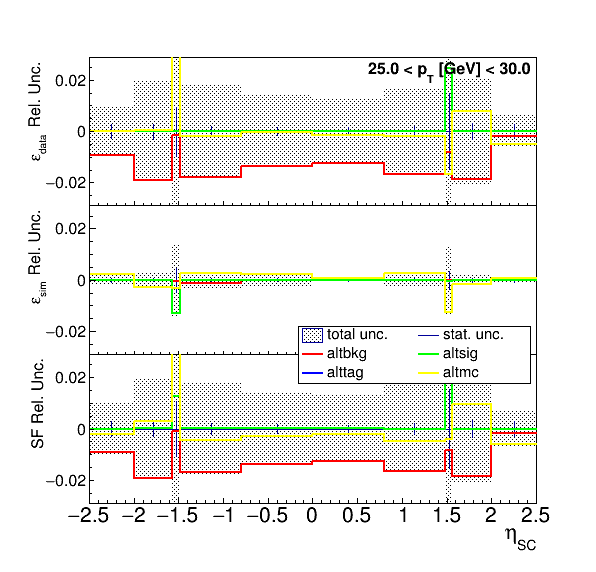 25.0 < p_T [GeV] < 30.0
ε_data Rel. Unc.
0.02
0
−0.02
ε_sim Rel. Unc.
0.02
0
−0.02
total unc. stat. unc.
altbkg altsig
alttag altmc
SF Rel. Unc.
0.02
0
−0.02
−2.5 −2 −1.5 −1 −0.5 0 0.5 1 1.5 2 2.5
η_SC